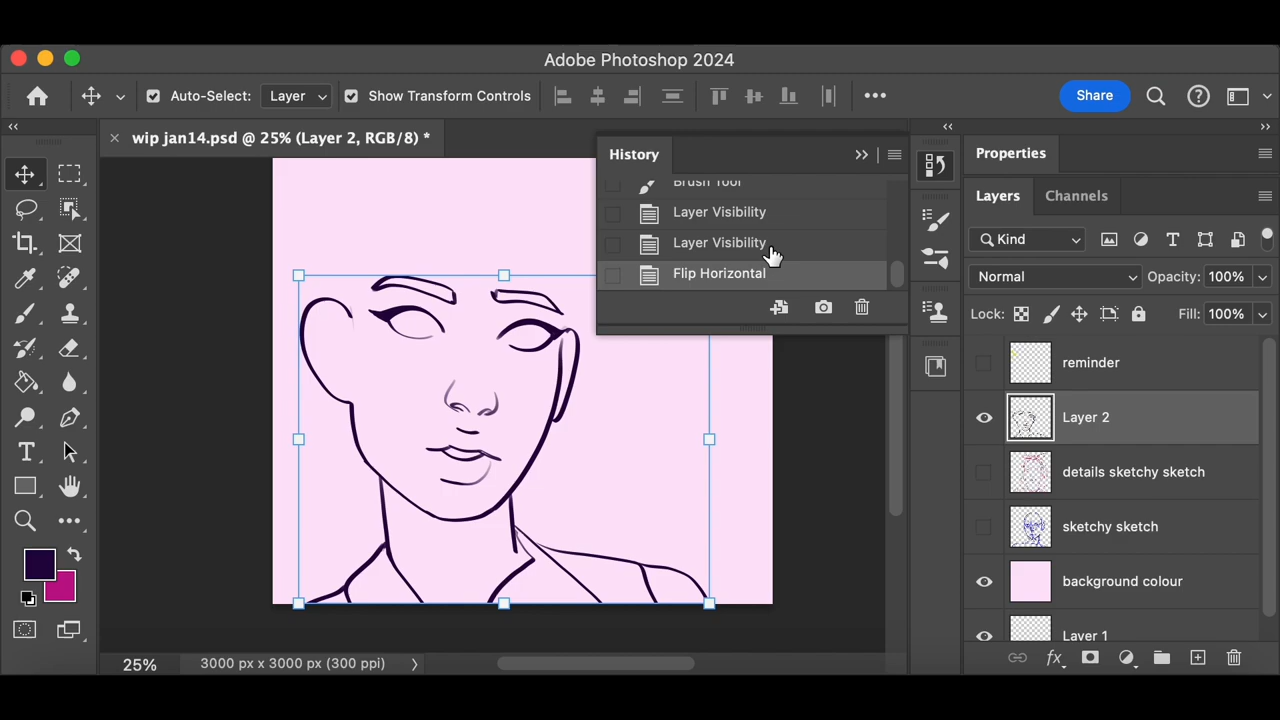 Adobe Photoshop 2024
Auto-Select: Layer Show Transform Controls Share
wip jan14.psd @ 25% (Layer 2, RGB/8) *
History
Brush Tool
Layer Visibility
Layer Visibility
Flip Horizontal
Properties
Layers Channels
Kind
Normal Opacity: 100%
Lock: Fill: 100%
reminder
Layer 2
details sketchy sketch
sketchy sketch
background colour
Layer 1
25% 3000 px x 3000 px (300 ppi)